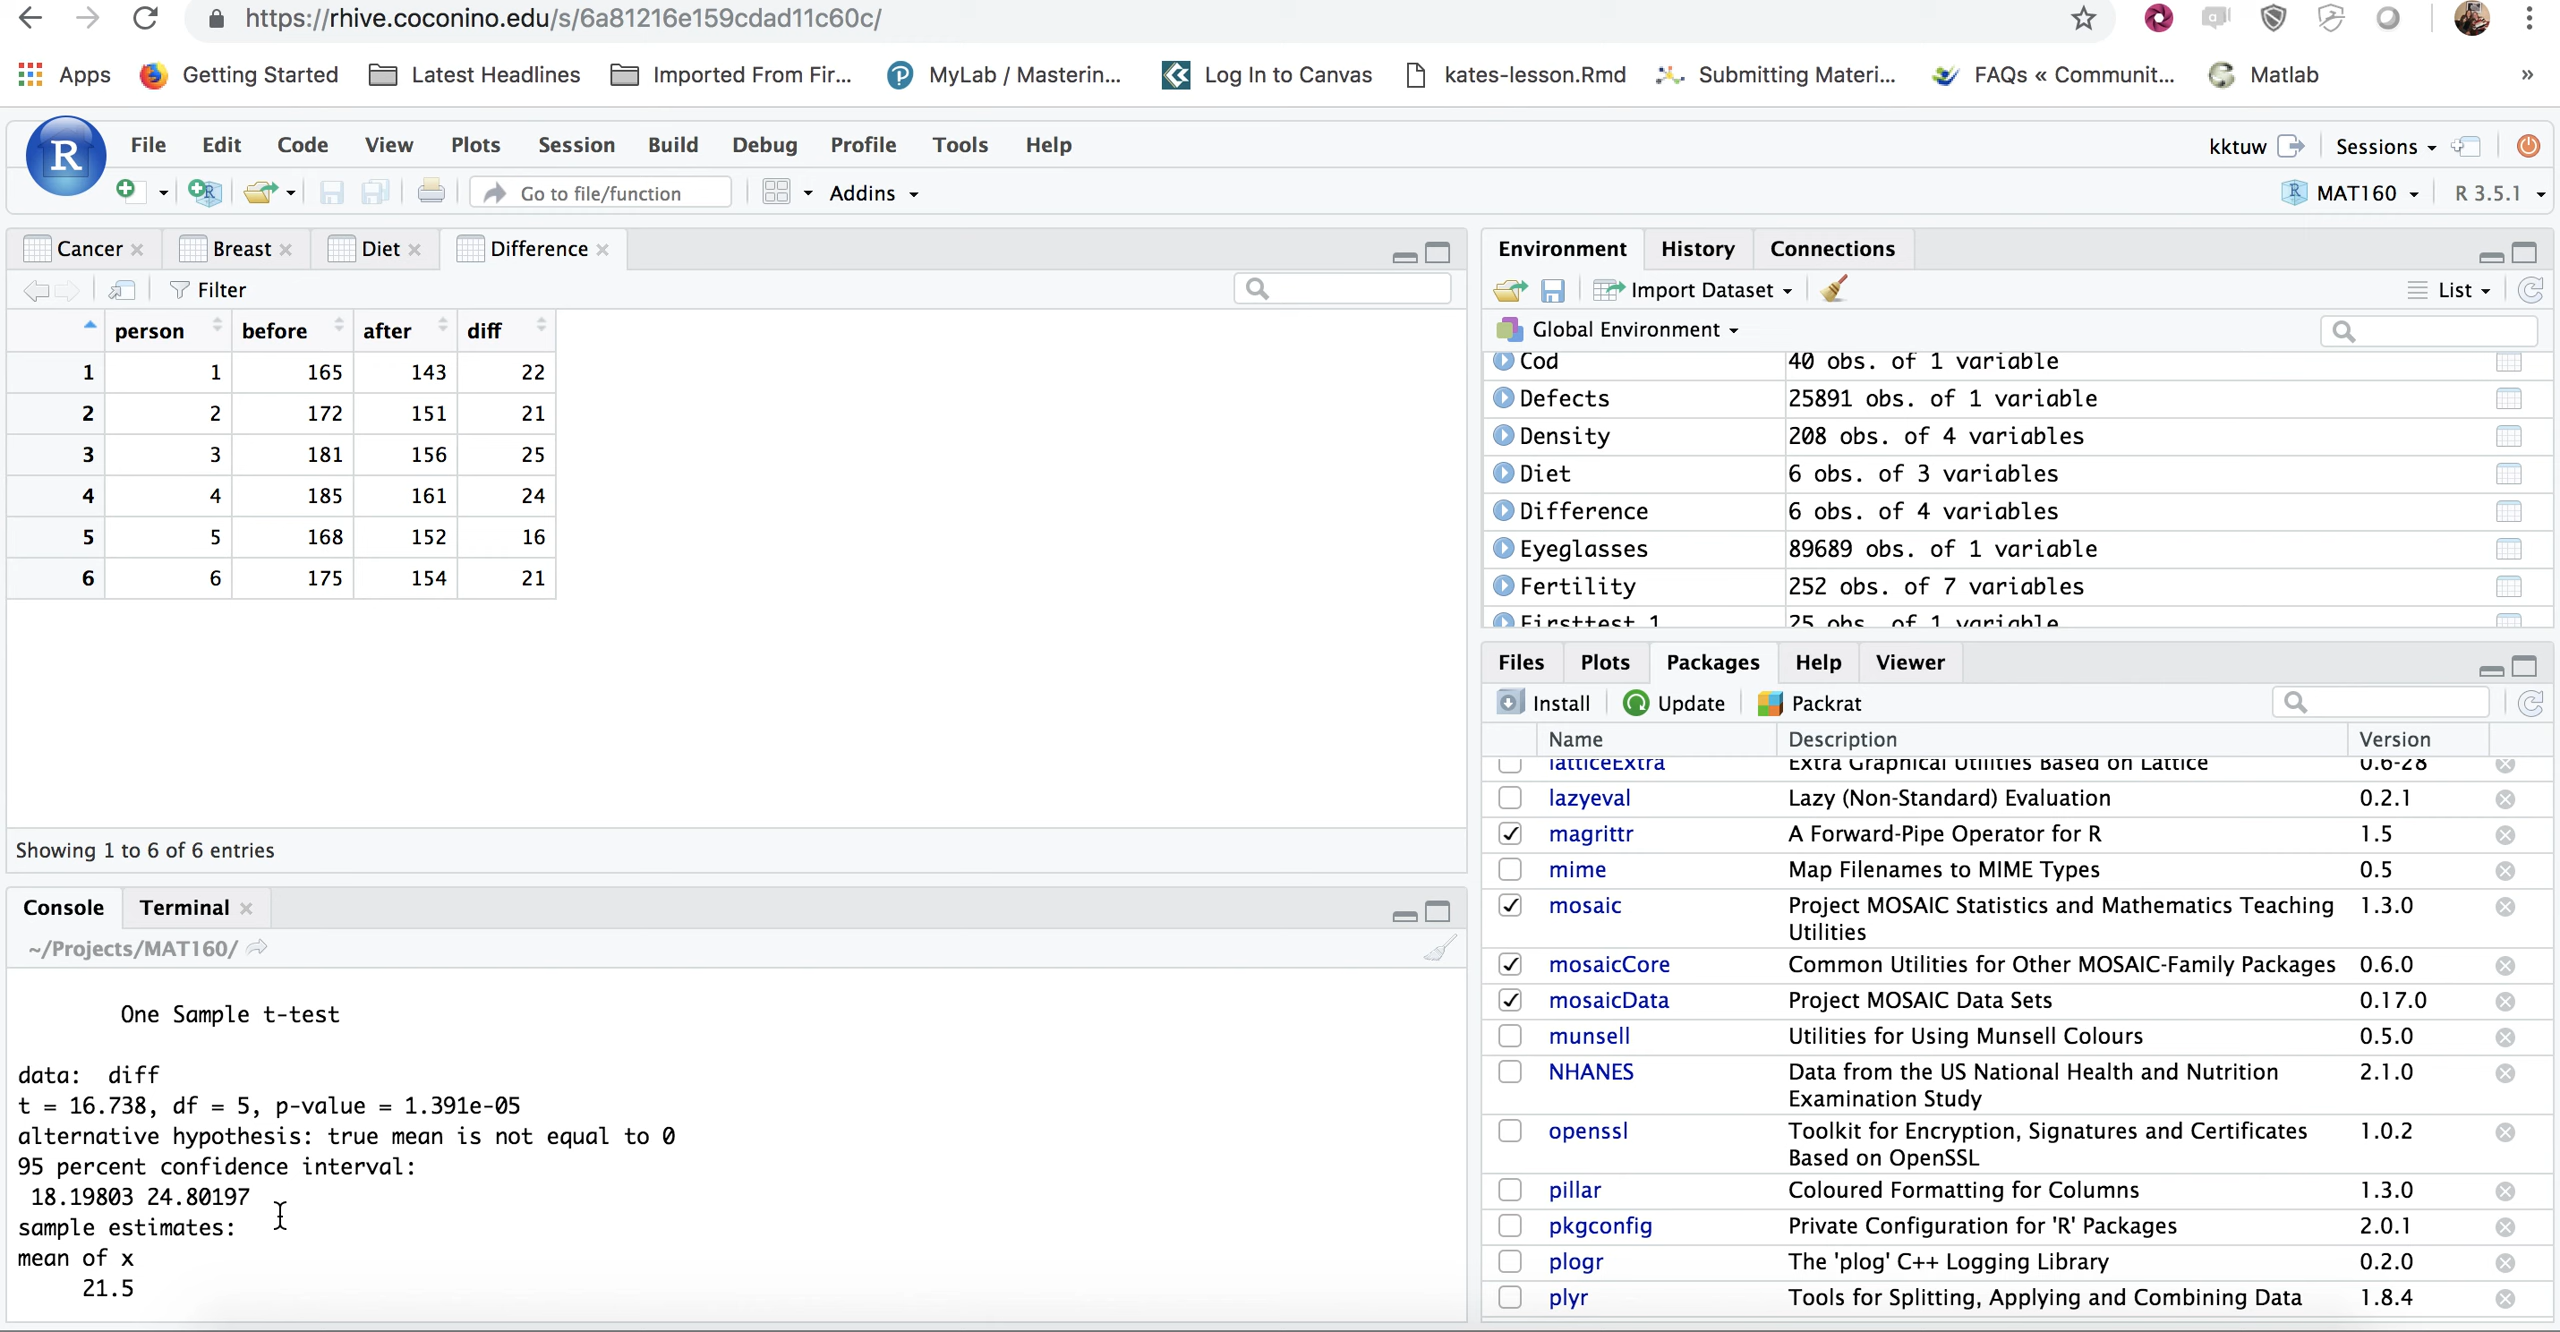 https://rhive.coconino.edu/s/6a81216e159cdad11c60c/
Apps Getting Started Latest Headlines Imported From Fir... MyLab / Masterin... Log In to Canvas kates-lesson.Rmd Submitting Materi... FAQs « Communit... Matlab »
R File Edit Code View Plots Session Build Debug Profile Tools Help kktuw Sessions
Go to file/function Addins MAT160 R 3.5.1
Cancer Breast Diet Difference
Filter
person before after diff
1 1 165 143 22
2 2 172 151 21
3 3 181 156 25
4 4 185 161 24
5 5 168 152 16
6 6 175 154 21
Showing 1 to 6 of 6 entries
Console Terminal
~/Projects/MAT160/
One Sample t-test
data: diff
t = 16.738, df = 5, p-value = 1.391e-05
alternative hypothesis: true mean is not equal to 0
95 percent confidence interval:
18.19803 24.80197
sample estimates:
mean of x
21.5
Environment History Connections
Import Dataset List
Global Environment
Cod 40 obs. of 1 variable
Defects 25891 obs. of 1 variable
Density 208 obs. of 4 variables
Diet 6 obs. of 3 variables
Difference 6 obs. of 4 variables
Eyeglasses 89689 obs. of 1 variable
Fertility 252 obs. of 7 variables
Firsttest_1 25 obs. of 1 variable
Files Plots Packages Help Viewer
Install Update Packrat
Name Description Version
latticeExtra Extra Graphical Utilities Based on Lattice 0.6-28
lazyeval Lazy (Non-Standard) Evaluation 0.2.1
magrittr A Forward-Pipe Operator for R 1.5
mime Map Filenames to MIME Types 0.5
mosaic Project MOSAIC Statistics and Mathematics Teaching 1.3.0
Utilities
mosaicCore Common Utilities for Other MOSAIC-Family Packages 0.6.0
mosaicData Project MOSAIC Data Sets 0.17.0
munsell Utilities for Using Munsell Colours 0.5.0
NHANES Data from the US National Health and Nutrition 2.1.0
Examination Study
openssl Toolkit for Encryption, Signatures and Certificates 1.0.2
Based on OpenSSL
pillar Coloured Formatting for Columns 1.3.0
pkgconfig Private Configuration for 'R' Packages 2.0.1
plogr The 'plog' C++ Logging Library 0.2.0
plyr Tools for Splitting, Applying and Combining Data 1.8.4